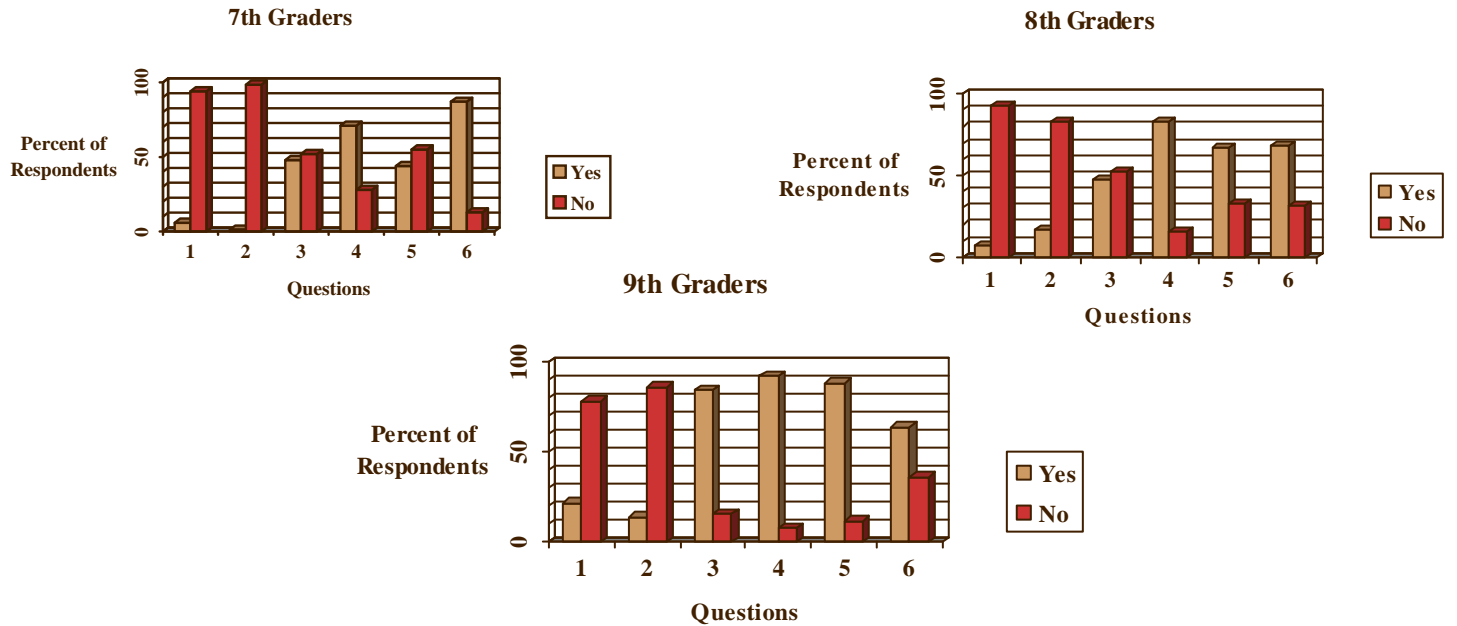 7th Graders
100
50
0
Percent of
Respondents
1 2 3 4 5 6
Questions
Yes
No
8th Graders
100
50
0
Percent of
Respondents
1 2 3 4 5 6
Questions
Yes
No
9th Graders
100
50
0
Percent of
Respondents
1 2 3 4 5 6
Questions
Yes
No